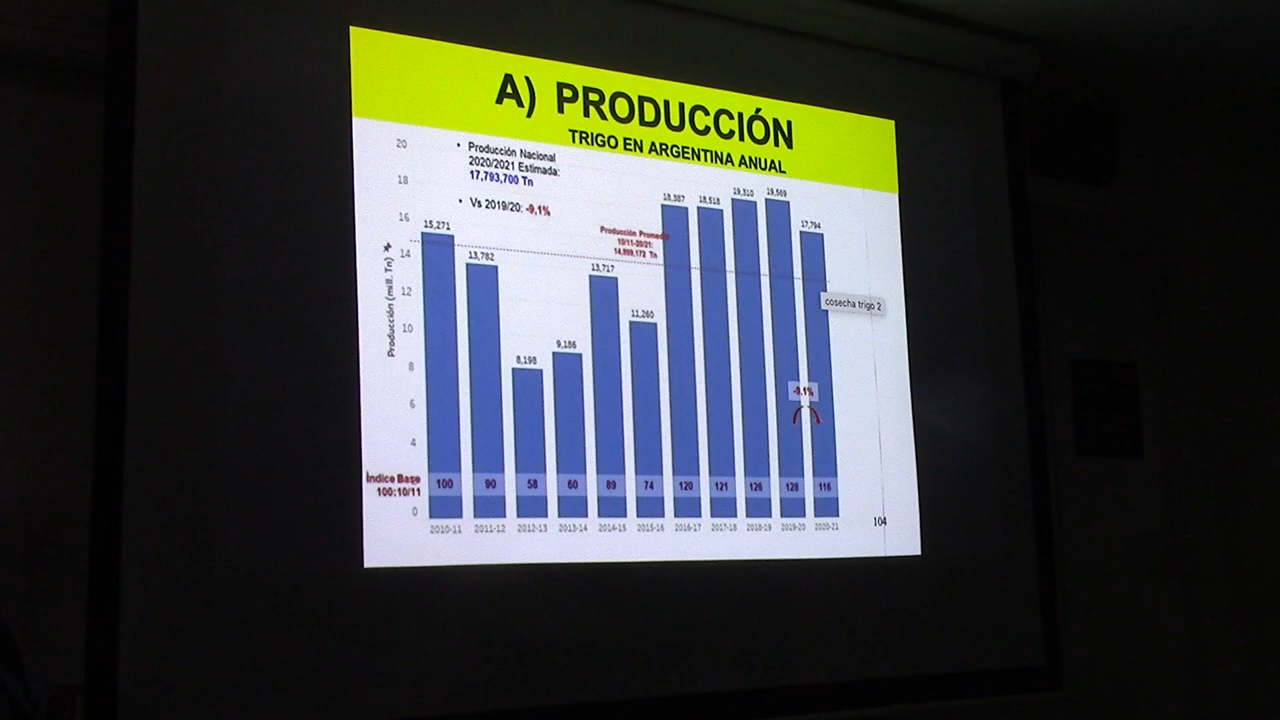 A) PRODUCCIÓN
TRIGO EN ARGENTINA ANUAL
• Producción Nacional
2020/2021 Estimada:
17,793,700 Tn
• Vs 2019/20: -9,1%
Producción Promedio
10/11-20/21:
Tn
Producción (mill. Tn)
20
18
16
14
12
10
8
6
4
0
15,271
13,782
8,198
9,186
13,717
11,260
18,387
18,518
19,310
19,569
17,794
cosecha trigo 2
-9.1%
Índice Base
100:10/11
100 90 58 60 89 74 120 121 126 128 116
2010-11 2011-12 2012-13 2013-14 2014-15 2015-16 2016-17 2017-18 2018-19 2019-20 2020-21
104